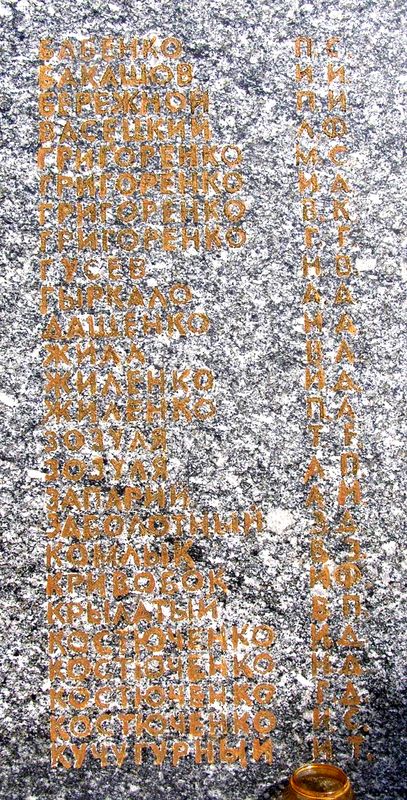 БАБЕНКО П.С.
БАКАШОВ И.И.
БЕРЕЖНОЙ П.И.
ВАСЕЦКИЙ Л.Ф.
ГРИГОРЕНКО М.С.
ГРИГОРЕНКО И.А.
ГРИГОРЕНКО В.К.
ГРИГОРЕНКО Г.Г.
ГУСЕВ Н.В.
ГЫРКАЛО А.Д.
ДАЩЕНКО Н.Д.
ЖИЛА В.Д.
ЖИЛЕНКО И.Д.
ЖИЛЕНКО П.Д.
ЗОЗУЛЯ Т.Г.
ЗОЗУЛЯ А.П.
ЗАПАРИЙ А.И.
ЗАБОЛОТНЫЙ З.Д.
КОМЛЫК В.З.
КРИВОБОК И.Ф.
КРЫЛАТЫЙ В.П.
КОСТЮЧЕНКО И.Д.
КОСТЮЧЕНКО Н.Д.
КОСТЮЧЕНКО Г.Д.
КОСТЮЧЕНКО И.С.
КУЧУГУРНЫЙ И.Т.